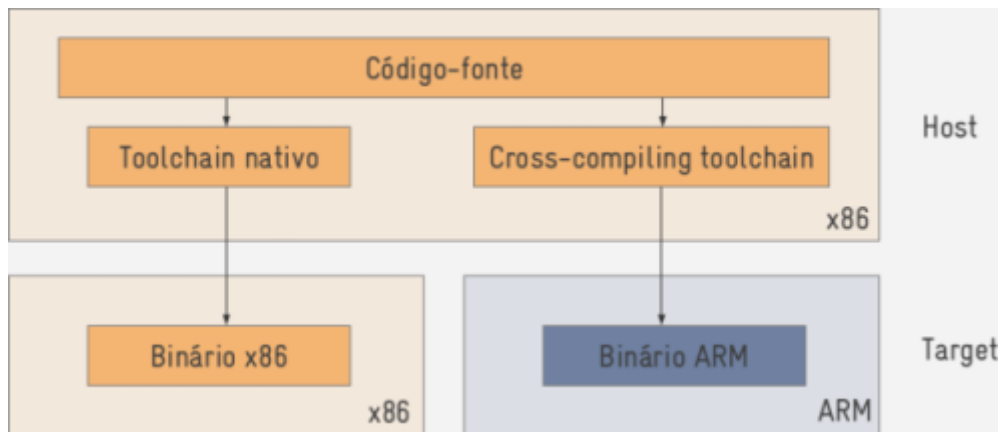 Código-fonte
Host
Toolchain nativo
Cross-compiling toolchain
x86
Binário x86
Binário ARM
Target
x86
ARM